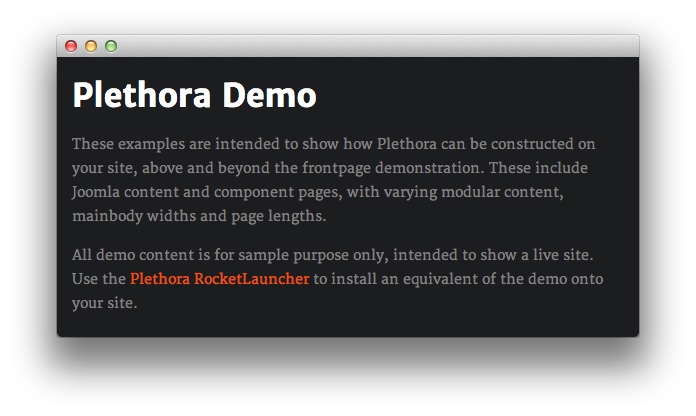 Plethora Demo
These examples are intended to show how Plethora can be constructed on
your site, above and beyond the frontpage demonstration. These include
Joomla content and component pages, with varying modular content,
mainbody widths and page lengths.
All demo content is for sample purpose only, intended to show a live site.
Use the Plethora RocketLauncher to install an equivalent of the demo onto
your site.